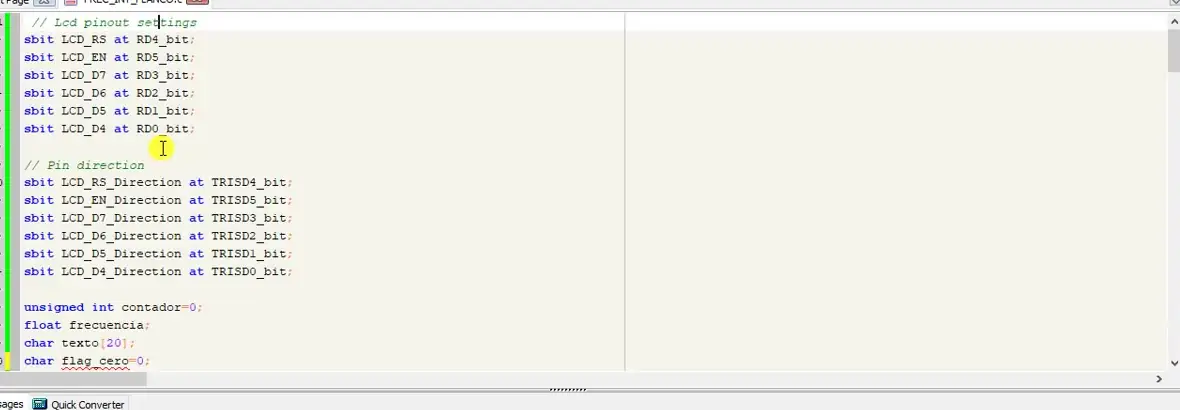 FREC_INT_FLANCO.c
// Lcd pinout settings
sbit LCD_RS at RD4_bit;
sbit LCD_EN at RD5_bit;
sbit LCD_D7 at RD3_bit;
sbit LCD_D6 at RD2_bit;
sbit LCD_D5 at RD1_bit;
sbit LCD_D4 at RD0_bit;
// Pin direction
sbit LCD_RS_Direction at TRISD4_bit;
sbit LCD_EN_Direction at TRISD5_bit;
sbit LCD_D7_Direction at TRISD3_bit;
sbit LCD_D6_Direction at TRISD2_bit;
sbit LCD_D5_Direction at TRISD1_bit;
sbit LCD_D4_Direction at TRISD0_bit;
unsigned int contador=0;
float frecuencia;
char texto[20];
char flag_cero=0;
Quick Converter